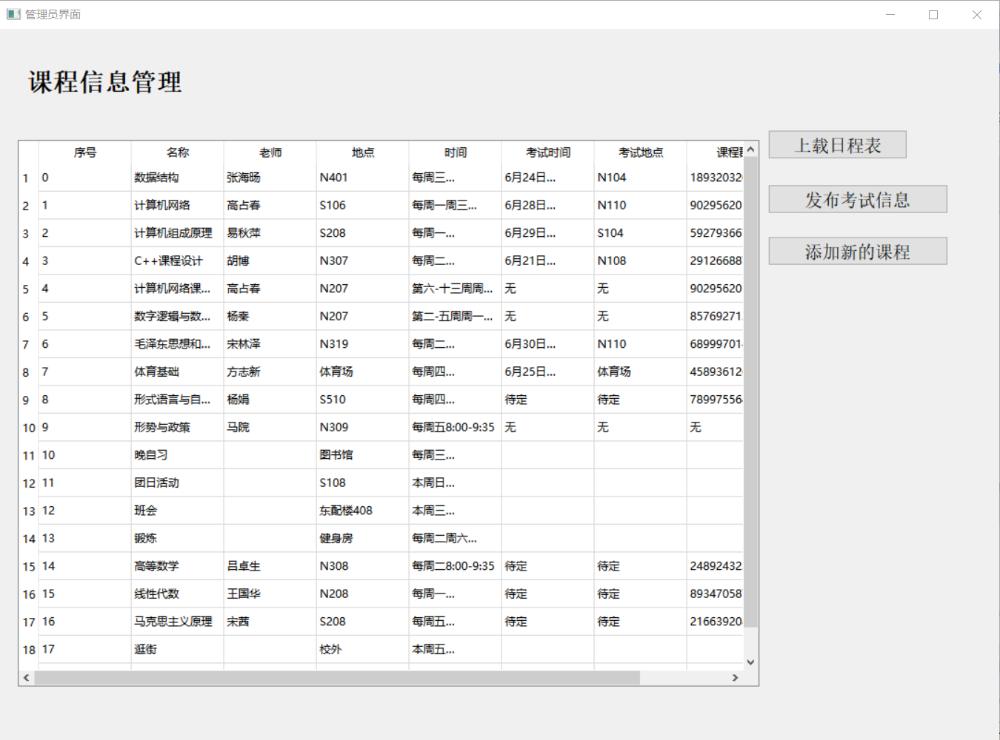 管理员界面
课程信息管理
上载日程表
发布考试信息
添加新的课程
序号 名称 老师 地点 时间 考试时间 考试地点 课程群
1 0 数据结构 张海旸 N401 每周三... 6月24日... N104 18932032
2 1 计算机网络 高占春 S106 每周一周三... 6月28日... N110 90295620
3 2 计算机组成原理 易秋萍 S208 每周一... 6月29日... S104 59279366
4 3 C++课程设计 胡博 N307 每周二... 6月21日... N108 29126688
5 4 计算机网络课... 高占春 N207 第六-十三周周... 无 无 90295620
6 5 数字逻辑与数... 杨秦 N207 第二-五周周一... 无 无 85769271
7 6 毛泽东思想和... 宋林泽 N319 每周二... 6月30日... N110 68999701
8 7 体育基础 方志新 体育场 每周四... 6月25日... 体育场 45893612
9 8 形式语言与自... 杨娟 S510 每周四... 待定 待定 78997556
10 9 形势与政策 马院 N309 每周五8:00-9:35 无 无 无
11 10 晚自习 图书馆 每周三...
12 11 团日活动 S108 本周日...
13 12 班会 东配楼408 本周三...
14 13 锻炼 健身房 每周二周六...
15 14 高等数学 吕卓生 N308 每周二8:00-9:35 待定 待定 24892432
16 15 线性代数 王国华 N208 每周一... 待定 待定 89347058
17 16 马克思主义原理 宋茜 S208 每周五... 待定 待定 21663920
18 17 逛街 校外 本周五...